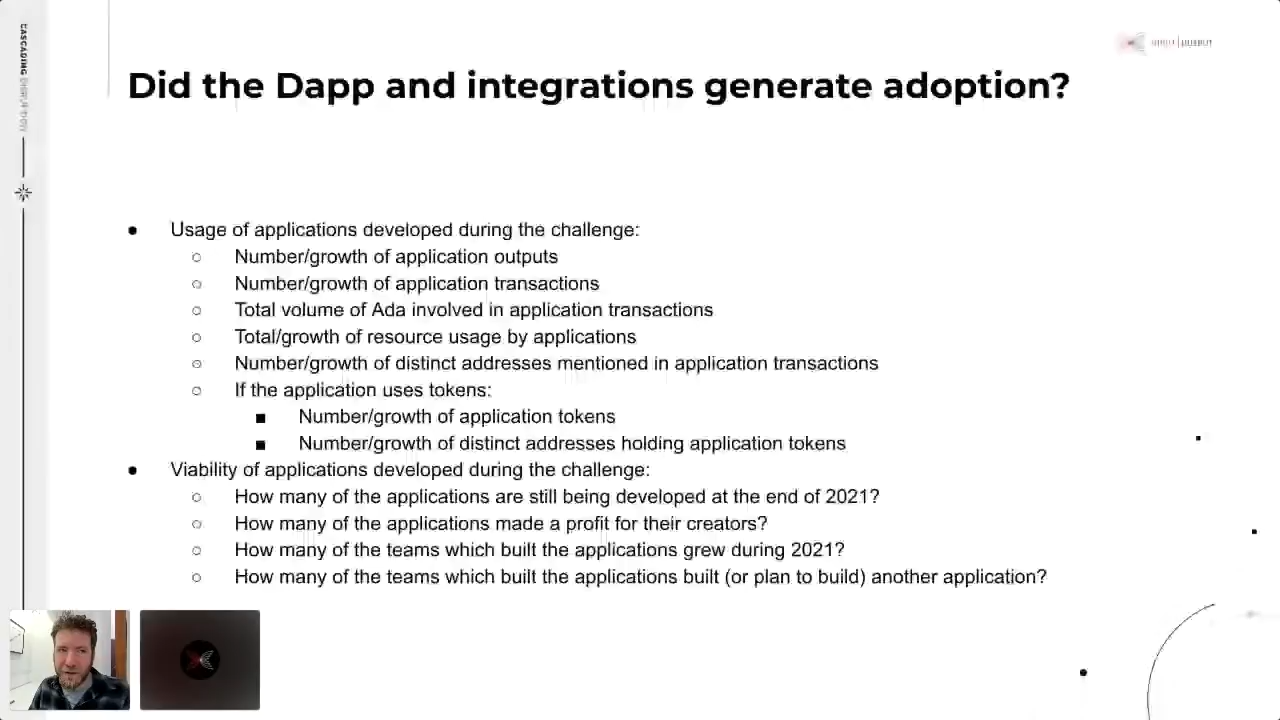 CASCADING
Did the Dapp and integrations generate adoption?
Usage of applications developed during the challenge:
Number/growth of application outputs
Number/growth of application transactions
Total volume of Ada involved in application transactions
Total/growth of resource usage by applications
Number/growth of distinct addresses mentioned in application transactions
If the application uses tokens:
Number/growth of application tokens
Number/growth of distinct addresses holding application tokens
Viability of applications developed during the challenge:
How many of the applications are still being developed at the end of 2021?
How many of the applications made a profit for their creators?
How many of the teams which built the applications grew during 2021?
How many of the teams which built the applications built (or plan to build) another application?